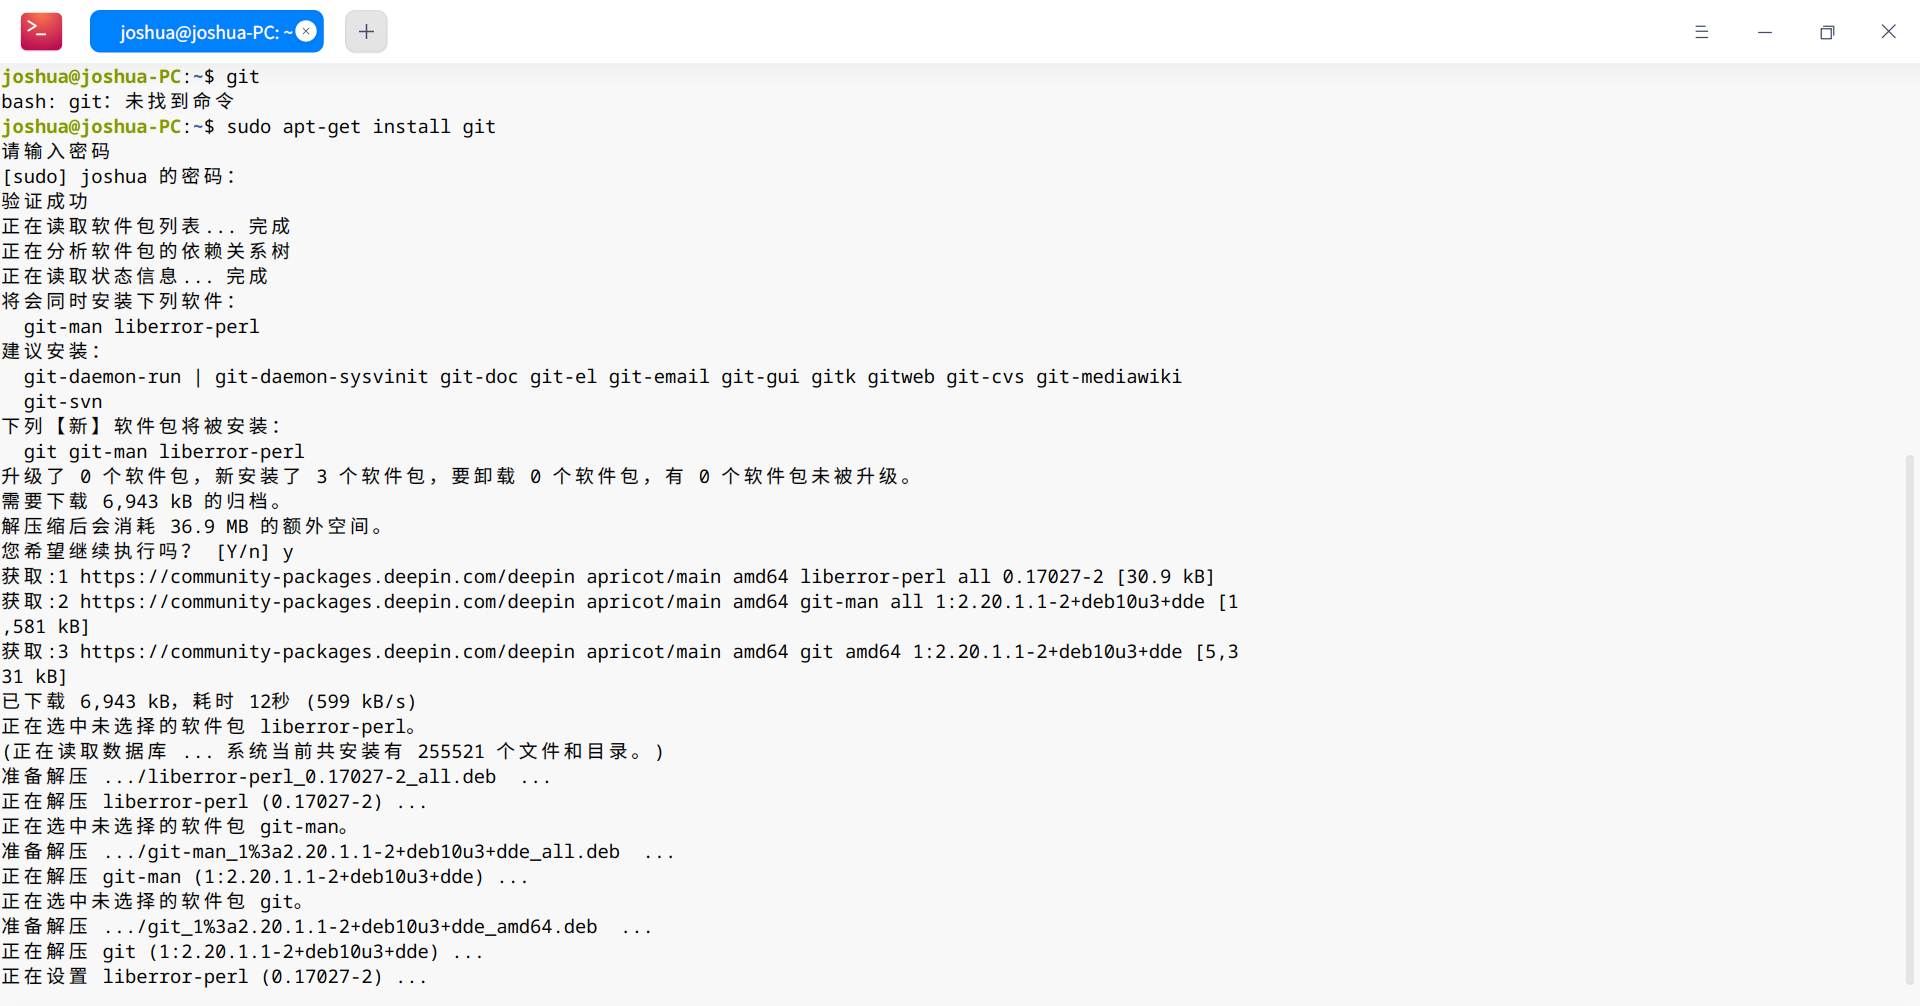 joshua@joshua-PC: ~
joshua@joshua-PC:~$ git
bash: git: 未找到命令
joshua@joshua-PC:~$ sudo apt-get install git
请输入密码
[sudo] joshua 的密码：
验证成功
正在读取软件包列表... 完成
正在分析软件包的依赖关系树
正在读取状态信息... 完成
将会同时安装下列软件：
  git-man liberror-perl
建议安装：
  git-daemon-run | git-daemon-sysvinit git-doc git-el git-email git-gui gitk gitweb git-cvs git-mediawiki
  git-svn
下列【新】软件包将被安装：
  git git-man liberror-perl
升级了 0 个软件包，新安装了 3 个软件包，要卸载 0 个软件包，有 0 个软件包未被升级。
需要下载 6,943 kB 的归档。
解压缩后会消耗 36.9 MB 的额外空间。
您希望继续执行吗？ [Y/n] y
获取:1 https://community-packages.deepin.com/deepin apricot/main amd64 liberror-perl all 0.17027-2 [30.9 kB]
获取:2 https://community-packages.deepin.com/deepin apricot/main amd64 git-man all 1:2.20.1.1-2+deb10u3+dde [1
,581 kB]
获取:3 https://community-packages.deepin.com/deepin apricot/main amd64 git amd64 1:2.20.1.1-2+deb10u3+dde [5,3
31 kB]
已下载 6,943 kB，耗时 12秒 (599 kB/s)
正在选中未选择的软件包 liberror-perl。
(正在读取数据库 ... 系统当前共安装有 255521 个文件和目录。)
准备解压 .../liberror-perl_0.17027-2_all.deb  ...
正在解压 liberror-perl (0.17027-2) ...
正在选中未选择的软件包 git-man。
准备解压 .../git-man_1%3a2.20.1.1-2+deb10u3+dde_all.deb  ...
正在解压 git-man (1:2.20.1.1-2+deb10u3+dde) ...
正在选中未选择的软件包 git。
准备解压 .../git_1%3a2.20.1.1-2+deb10u3+dde_amd64.deb  ...
正在解压 git (1:2.20.1.1-2+deb10u3+dde) ...
正在设置 liberror-perl (0.17027-2) ...